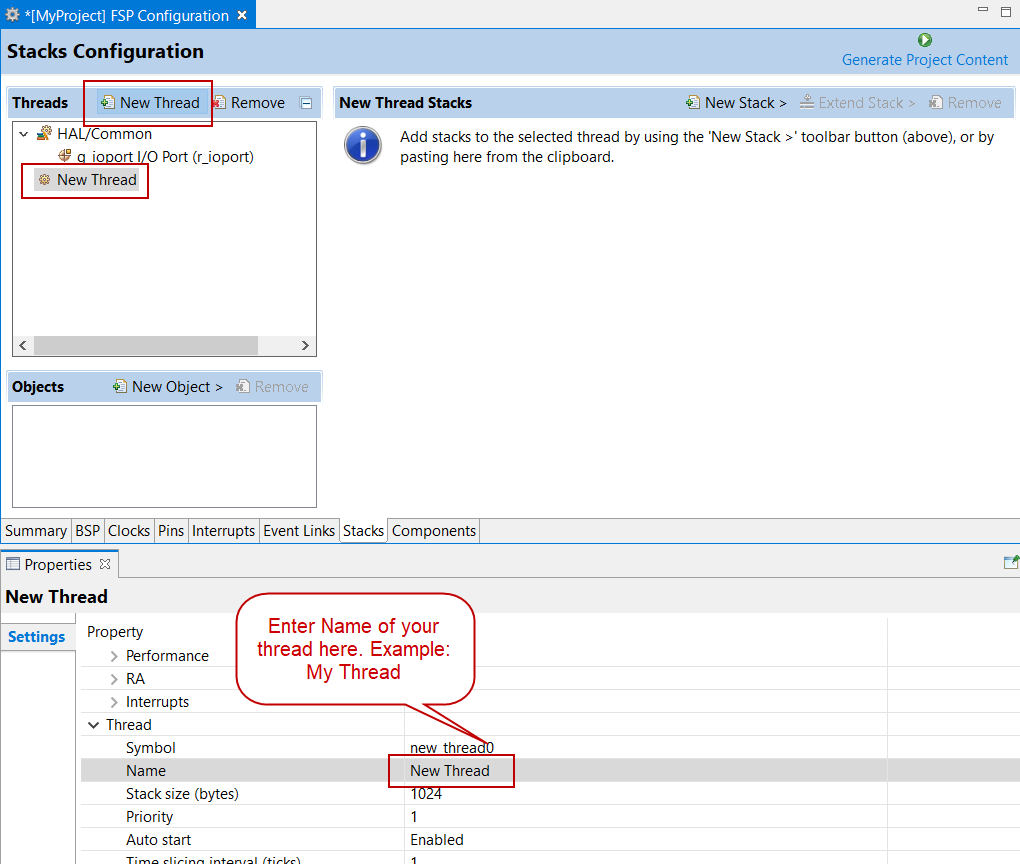 *[MyProject] FSP Configuration
Stacks Configuration
Generate Project Content
Threads New Thread Remove
New Thread Stacks New Stack > Extend Stack > Remove
HAL/Common
g_ioport I/O Port (r_ioport)
New Thread
Add stacks to the selected thread by using the 'New Stack >' toolbar button (above), or by
pasting here from the clipboard.
Objects New Object > Remove
Summary BSP Clocks Pins Interrupts Event Links Stacks Components
Properties
New Thread
Settings
Enter Name of your
thread here. Example:
My Thread
Property
Performance
RA
Interrupts
Thread
Symbol new_thread0
Name New Thread
Stack size (bytes) 1024
Priority 1
Auto start Enabled
Time slicing interval (ticks) 1